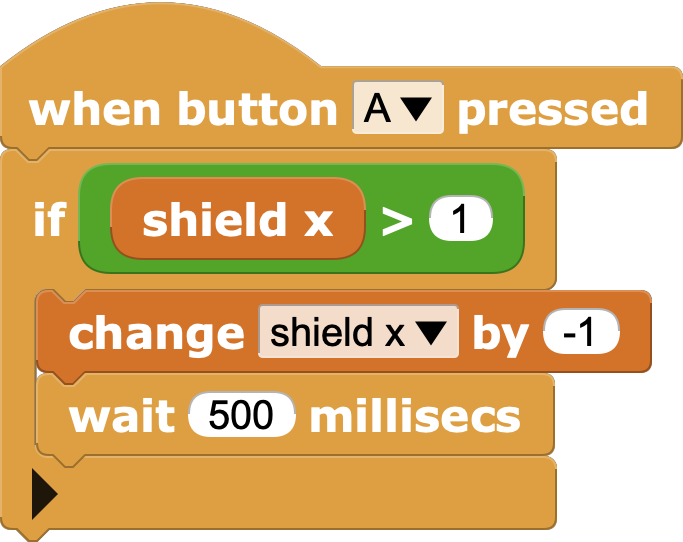 when button A pressed
if shield x > 1
change shield x by -1
wait 500 millisecs